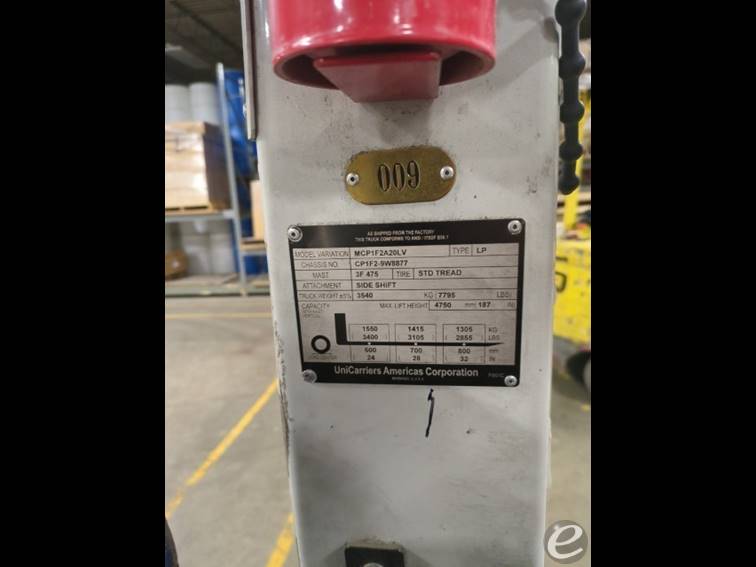 009
AS SHIPPED FROM THE FACTORY
THIS TRUCK CONFORMS TO ANSI / ITSDF B56.1
MODEL VARIATION MCP1F2A20LV TYPE LP
CHASSIS NO. CP1F2-9W8877
MAST 3F 475 TIRE STD TREAD
ATTACHMENT SIDE SHIFT
TRUCK WEIGHT ±5% 3540 KG 7795 LBS
CAPACITY MAX. LIFT HEIGHT 4750 mm 187 IN
1550 1415 1305 KG
3400 3105 2855 LBS
600 700 800 mm
24 28 32 IN
LOAD CENTER
UniCarriers Americas Corporation
e